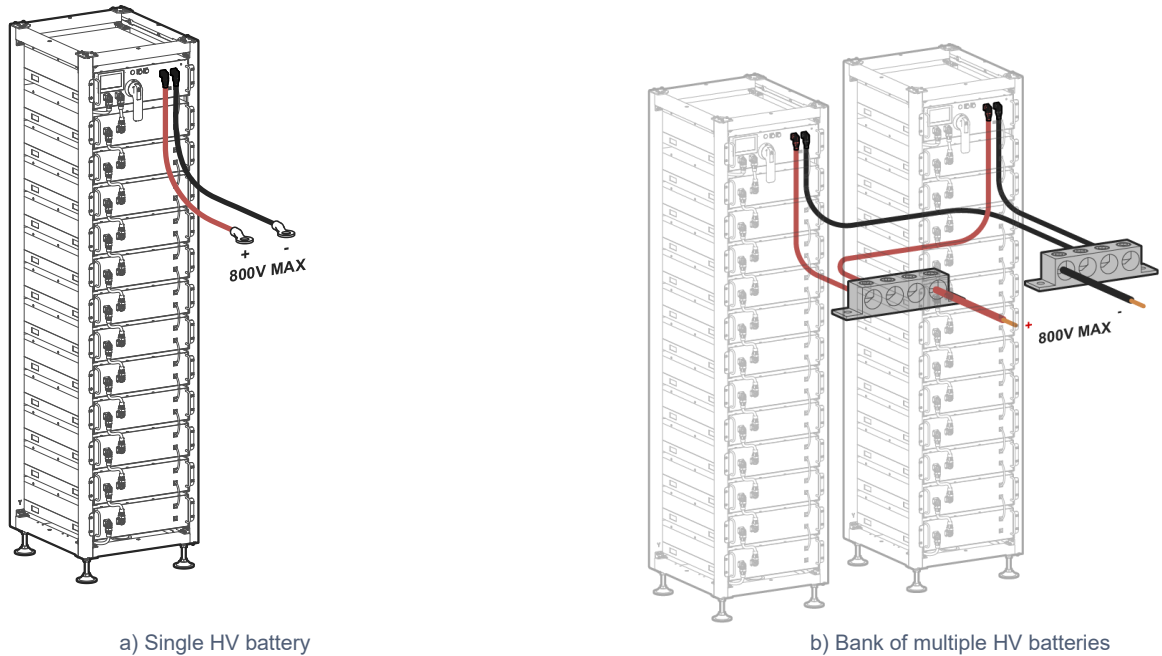 +
-
800V MAX
+
-
800V MAX
a) Single HV battery
b) Bank of multiple HV batteries